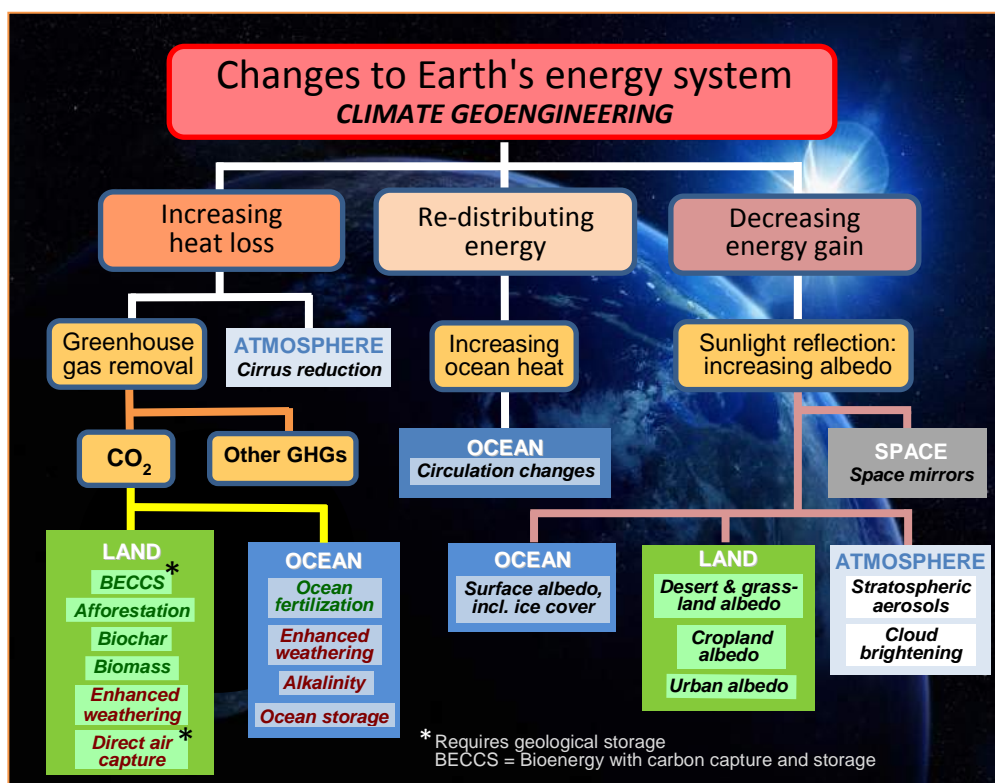 Changes to Earth's energy system
CLIMATE GEOENGINEERING
Increasing
heat loss
Re-distributing
energy
Decreasing
energy gain
Greenhouse
gas removal
ATMOSPHERE
Cirrus reduction
Increasing
ocean heat
Sunlight reflection:
increasing albedo
CO₂
Other GHGs
OCEAN
Circulation changes
SPACE
Space mirrors
LAND
BECCS*
Afforestation
Biochar
Biomass
Enhanced
weathering
Direct air*
capture
OCEAN
Ocean
fertilization
Enhanced
weathering
Alkalinity
Ocean storage
OCEAN
Surface albedo,
incl. ice cover
LAND
Desert & grass-
land albedo
Cropland
albedo
Urban albedo
ATMOSPHERE
Stratospheric
aerosols
Cloud
brightening
* Requires geological storage
BECCS = Bioenergy with carbon capture and storage